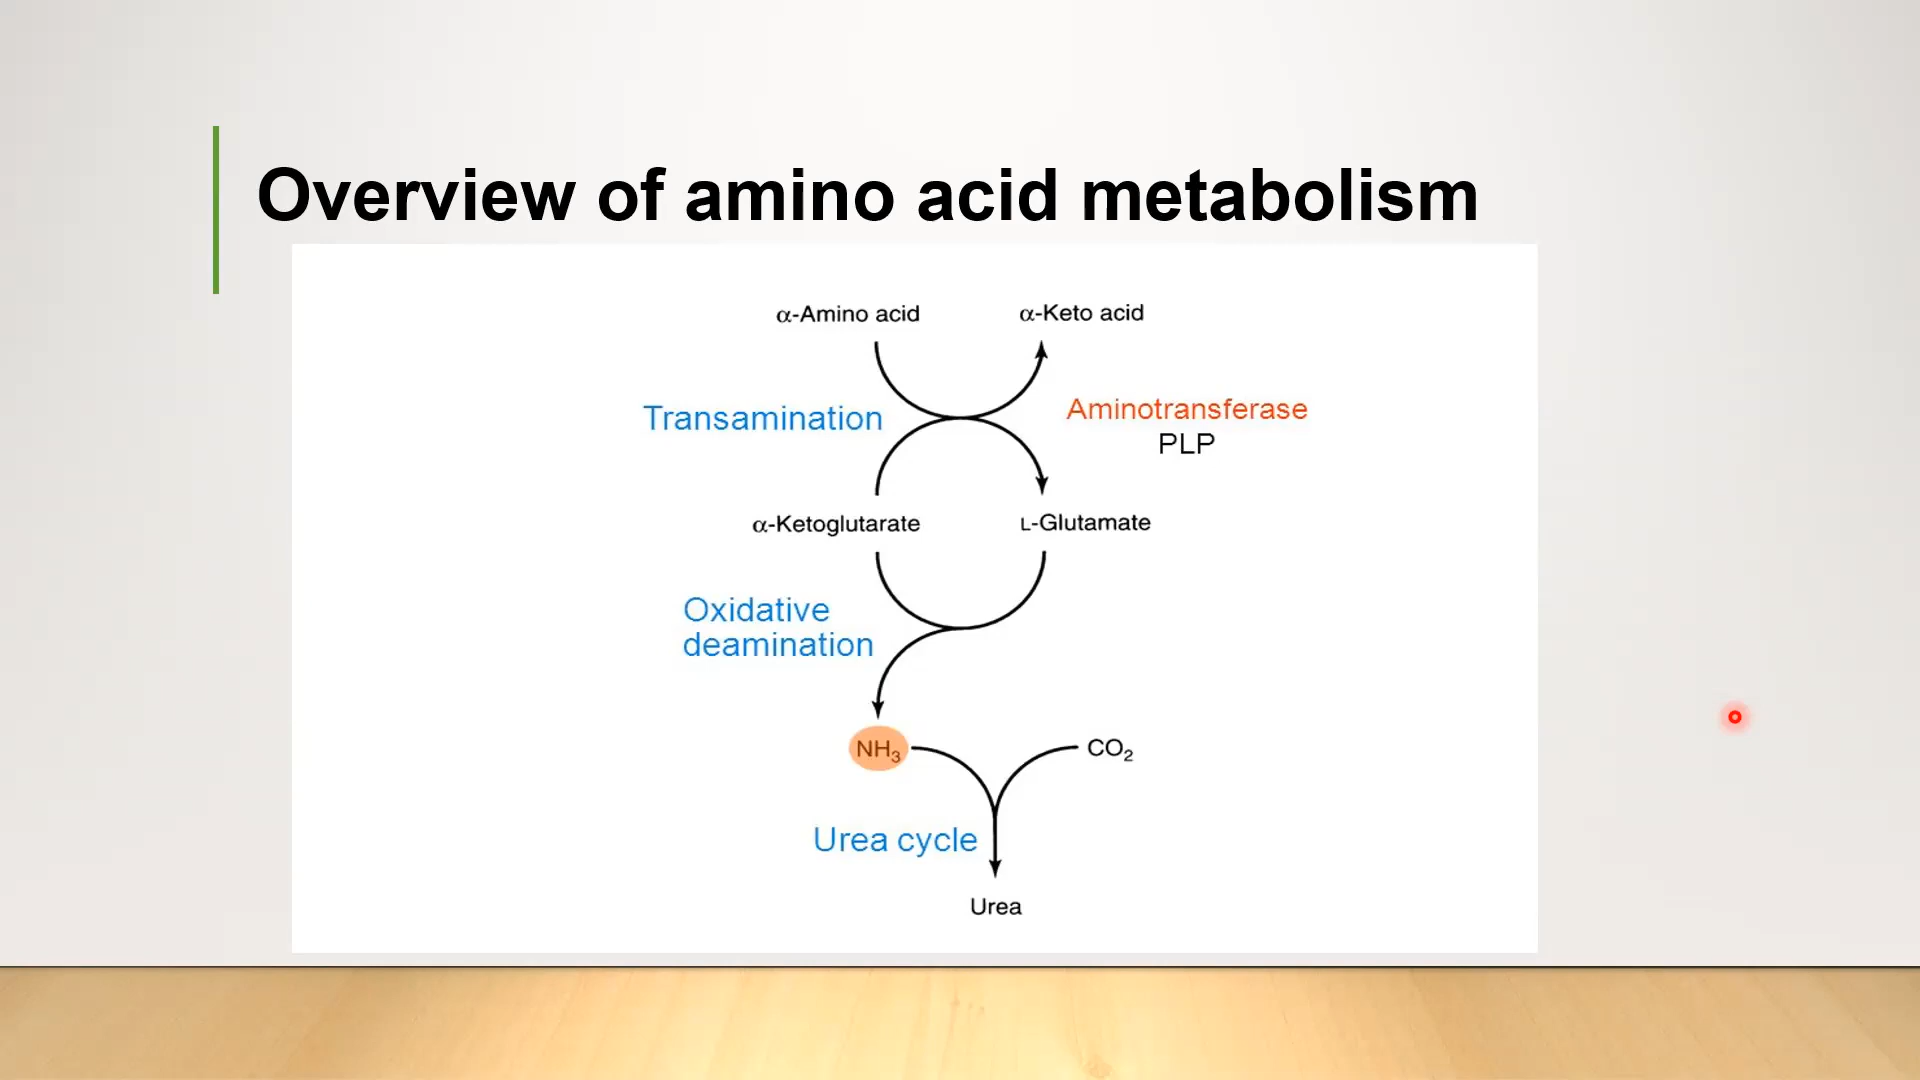 Overview of amino acid metabolism
α-Amino acid
α-Keto acid
Transamination
Aminotransferase
PLP
α-Ketoglutarate
L-Glutamate
Oxidative
deamination
NH₃
CO₂
Urea cycle
Urea